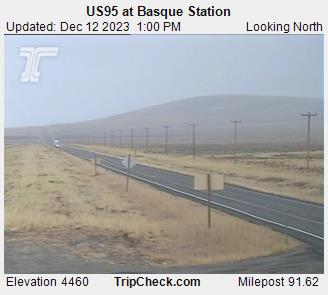 US95 at Basque Station
Updated: Dec 12 2023 1:00 PM Looking North
Elevation 4460 TripCheck.com Milepost 91.62